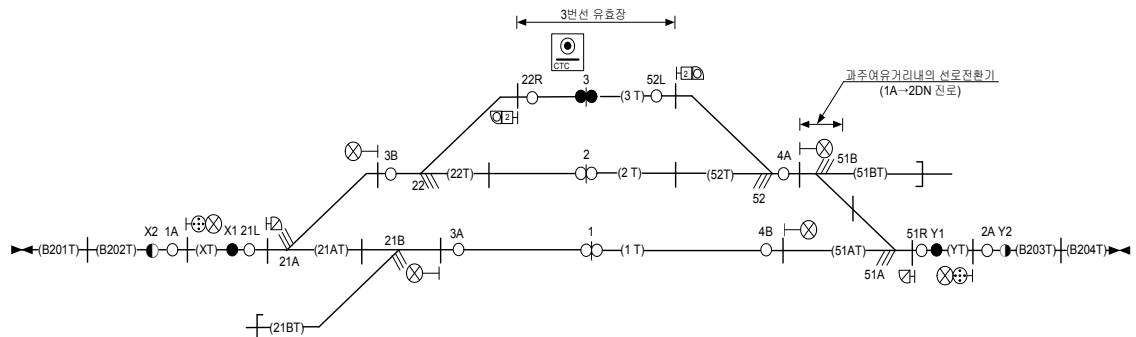 3번선 유효장
CTC
22R 3 52L 2
(3 T)
2
과주여유거리내의 선로전환기
(1A→2DN 진로)
3B 2 4A 51B
22 (22T) (2 T) (52T) 52 (51BT)
X2 1A X1 21L 21B 3A 1 4B 51R Y1 2A Y2
(B201T) (B202T) (XT) (21AT) (1 T) (51AT) (YT) (B203T) (B204T)
21A 51A
(21BT)